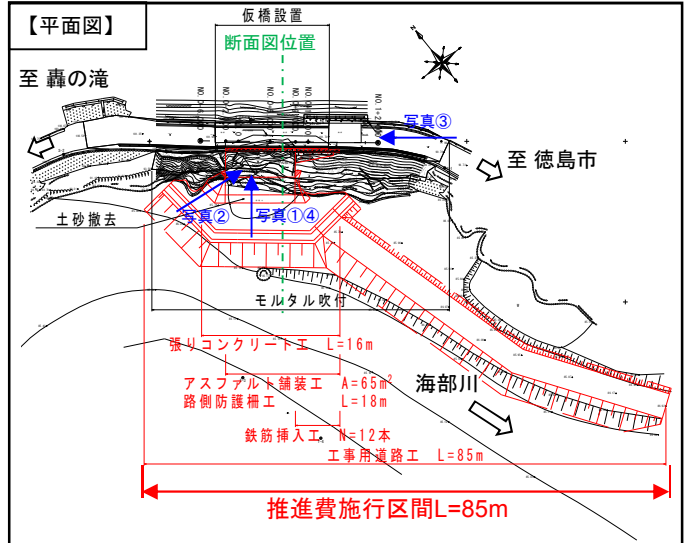 【平面図】
仮橋設置
断面図位置
至 轟の滝
写真③
至 徳島市
写真②
写真①④
土砂撤去
モルタル吹付
張りコンクリート工 L=16m
アスファルト舗装工 A=65m²
路側防護柵工 L=18m
海部川
鉄筋挿入工 N=12本
工事用道路工 L=85m
推進費施行区間L=85m